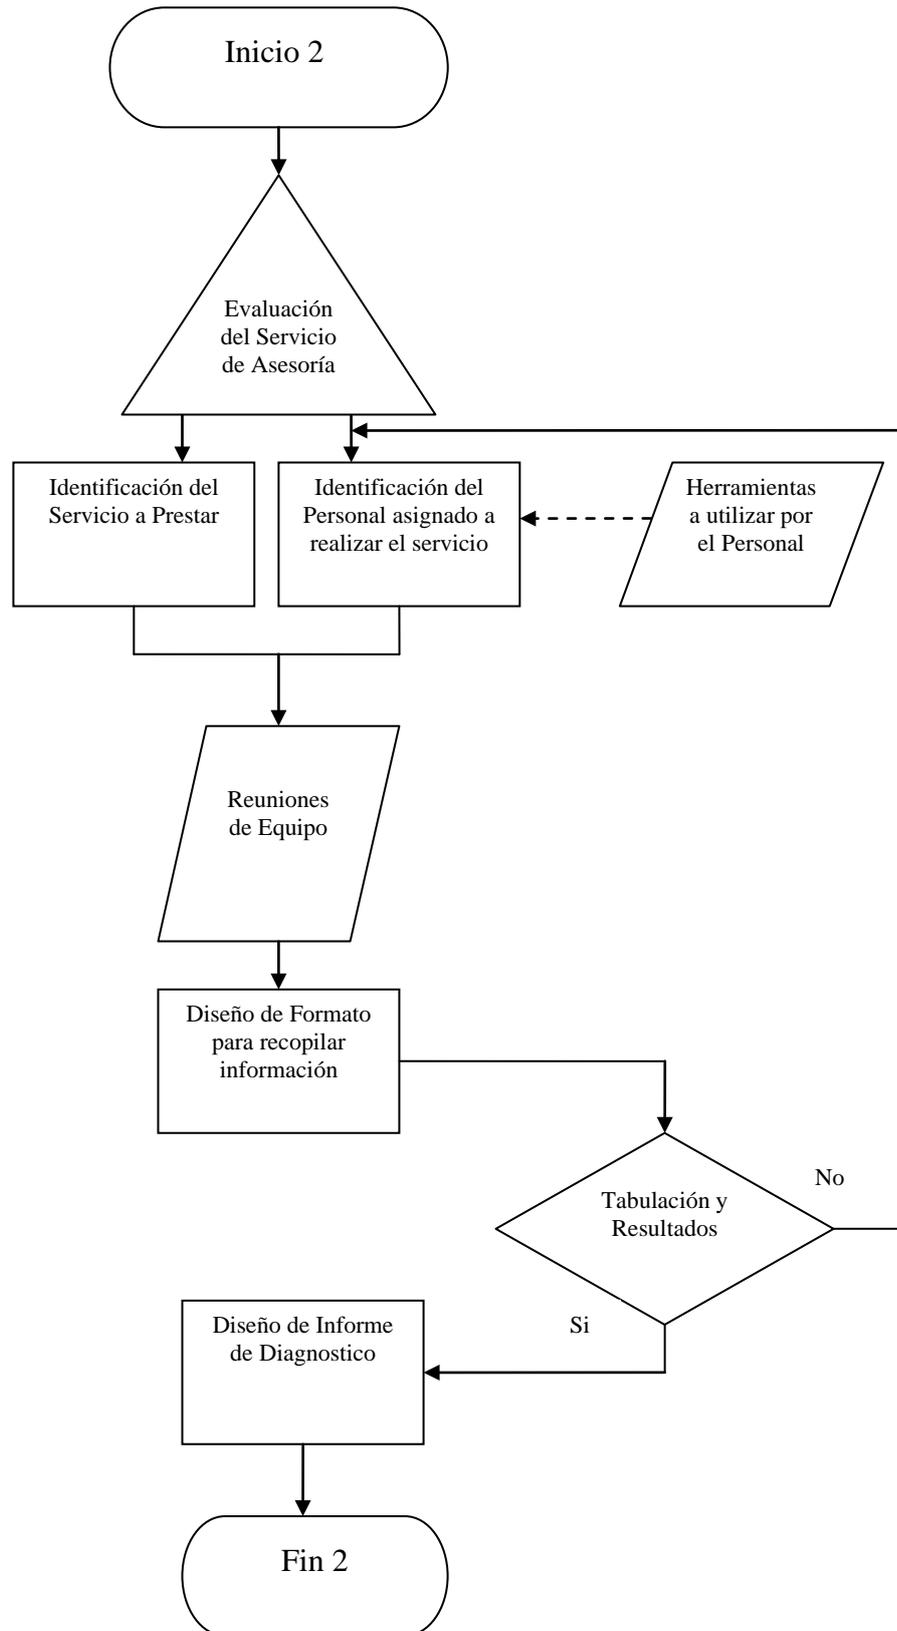 Inicio 2
Evaluación
del Servicio
de Asesoría
Identificación del
Servicio a Prestar
Identificación del
Personal asignado a
realizar el servicio
Herramientas
a utilizar por
el Personal
Reuniones
de Equipo
Diseño de Formato
para recopilar
información
Tabulación y
Resultados
No
Si
Diseño de Informe
de Diagnostico
Fin 2